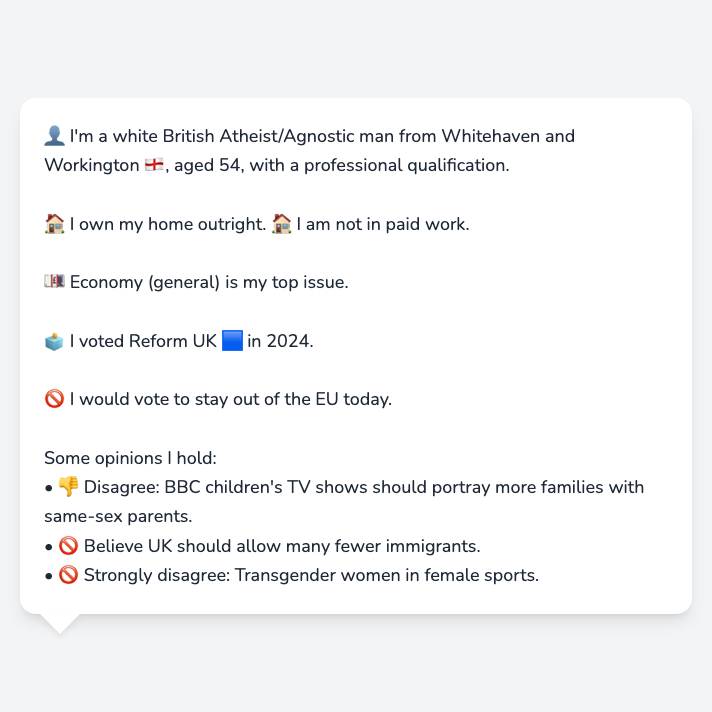 👤 I'm a white British Atheist/Agnostic man from Whitehaven and
Workington 🏴󠁧󠁢󠁥󠁮󠁧󠁿, aged 54, with a professional qualification.
🏠 I own my home outright. 🏠 I am not in paid work.
💷 Economy (general) is my top issue.
🗳️ I voted Reform UK 🟦 in 2024.
🚫 I would vote to stay out of the EU today.
Some opinions I hold:
• 👎 Disagree: BBC children's TV shows should portray more families with
same-sex parents.
• 🚫 Believe UK should allow many fewer immigrants.
• 🚫 Strongly disagree: Transgender women in female sports.